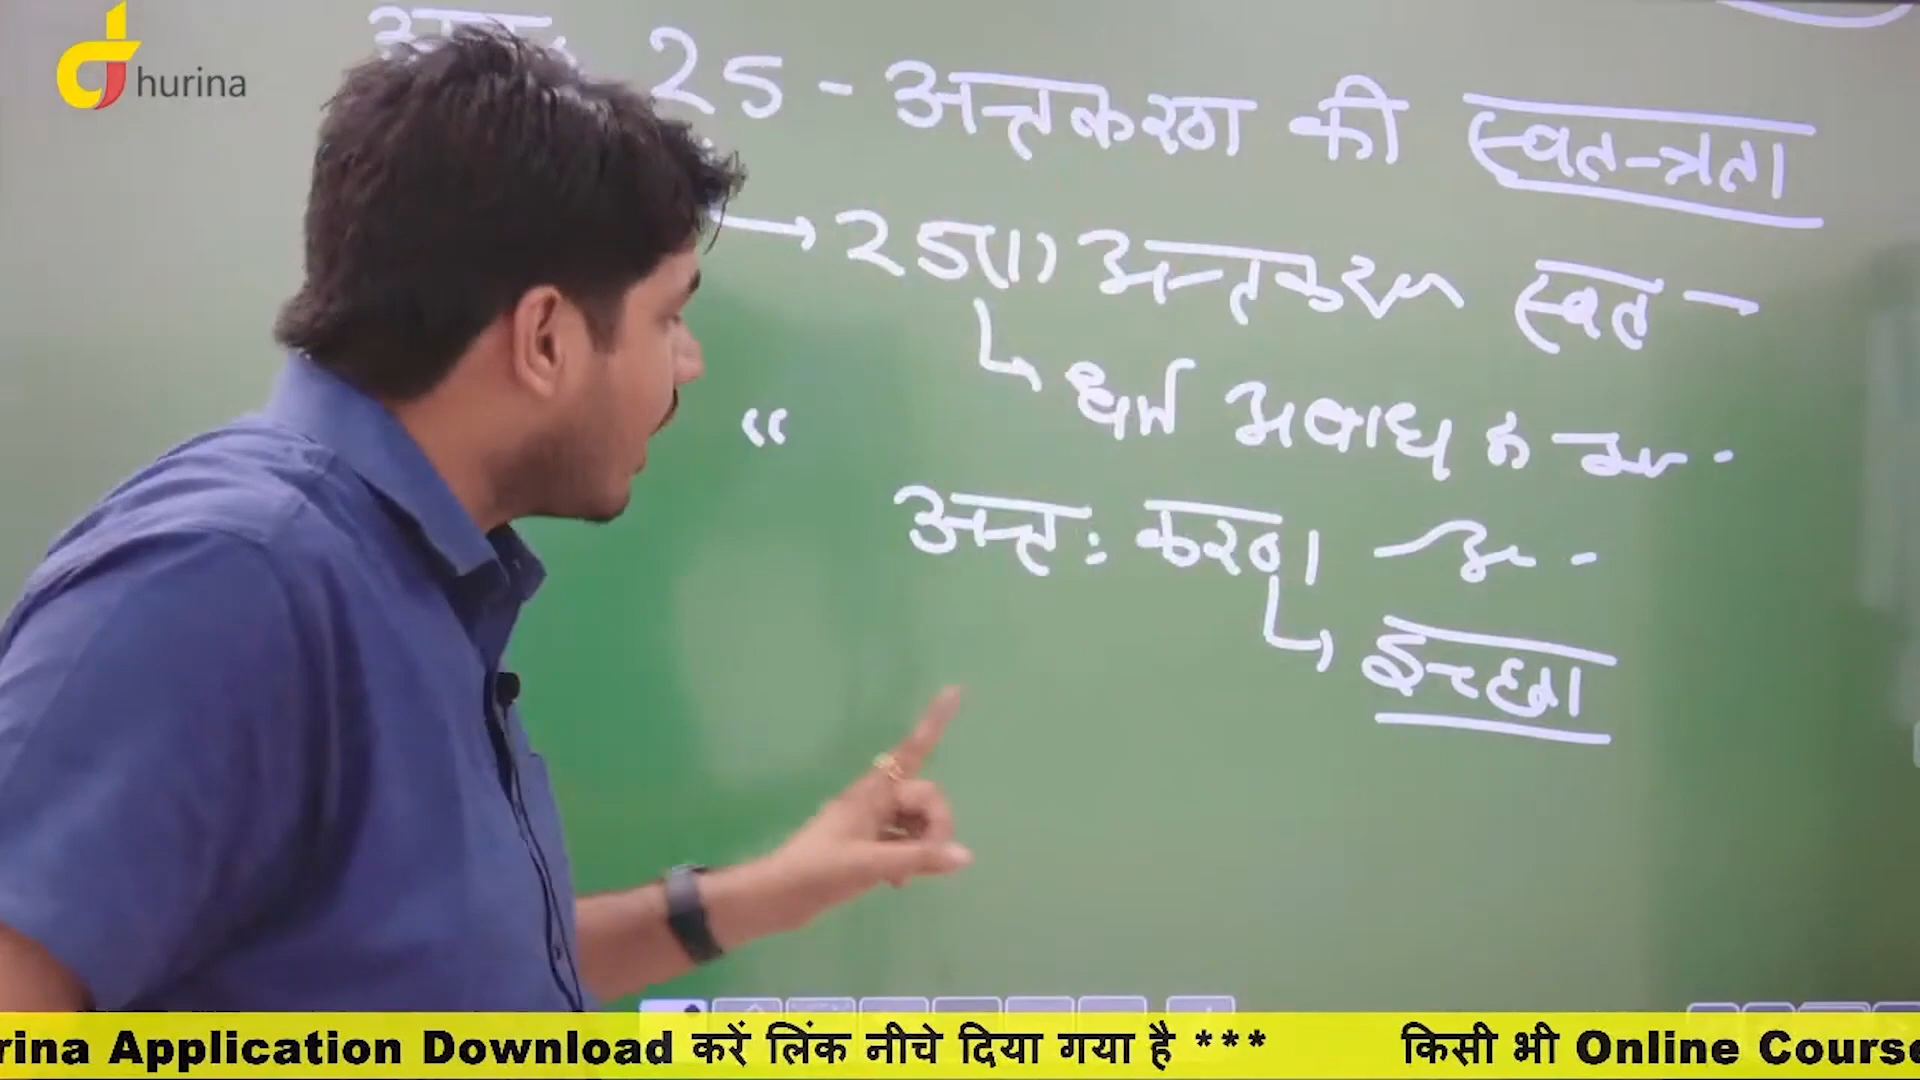 dhurina
25 - अन्तकरण की स्वतन्त्रता
→ 25(1) अन्तकरण स्वत
धर्म अबाध
“
अन्तः करण
इच्छा
rina Application Download करें लिंक नीचे दिया गया है *** किसी भी Online Course